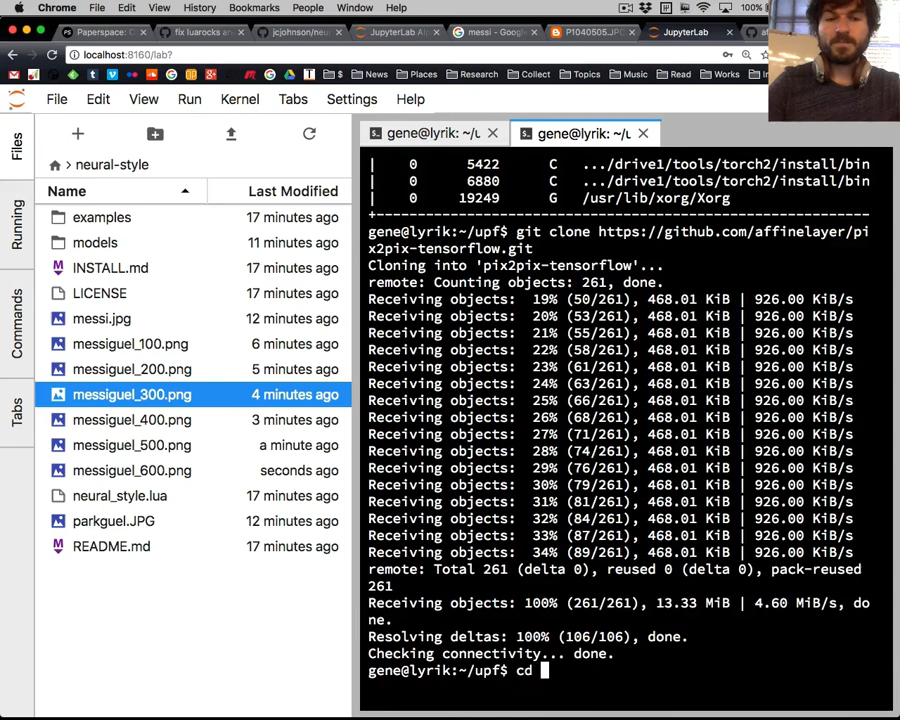 Chrome File Edit View History Bookmarks People Window Help 100%
Paperspace: C
fix luarocks
jcjohnson/neu
JupyterLab Al
messi - Google
P1040505.JPG
JupyterLab
localhost:8160/lab?
$ News Places Research Collect Topics Music Read Works
File Edit View Run Kernel Tabs Settings Help
Files
Running
Commands
Tabs
neural-style
Name Last Modified
examples 17 minutes ago
models 11 minutes ago
INSTALL.md 17 minutes ago
LICENSE 17 minutes ago
messi.jpg 12 minutes ago
messiguel_100.png 6 minutes ago
messiguel_200.png 5 minutes ago
messiguel_300.png 4 minutes ago
messiguel_400.png 3 minutes ago
messiguel_500.png a minute ago
messiguel_600.png seconds ago
neural_style.lua 17 minutes ago
parkguel.JPG 12 minutes ago
README.md 17 minutes ago
gene@lyrik: ~/u
gene@lyrik: ~/u
| 0 5422 C .../drive1/tools/torch2/install/bin
| 0 6880 C .../drive1/tools/torch2/install/bin
| 0 19249 G /usr/lib/xorg/Xorg
+-----------------------------------------------------------
gene@lyrik:~/upf$ git clone https://github.com/affinelayer/pi
x2pix-tensorflow.git
Cloning into 'pix2pix-tensorflow'...
remote: Counting objects: 261, done.
Receiving objects: 19% (50/261), 468.01 KiB | 926.00 KiB/s
Receiving objects: 20% (53/261), 468.01 KiB | 926.00 KiB/s
Receiving objects: 21% (55/261), 468.01 KiB | 926.00 KiB/s
Receiving objects: 22% (58/261), 468.01 KiB | 926.00 KiB/s
Receiving objects: 23% (61/261), 468.01 KiB | 926.00 KiB/s
Receiving objects: 24% (63/261), 468.01 KiB | 926.00 KiB/s
Receiving objects: 25% (66/261), 468.01 KiB | 926.00 KiB/s
Receiving objects: 26% (68/261), 468.01 KiB | 926.00 KiB/s
Receiving objects: 27% (71/261), 468.01 KiB | 926.00 KiB/s
Receiving objects: 28% (74/261), 468.01 KiB | 926.00 KiB/s
Receiving objects: 29% (76/261), 468.01 KiB | 926.00 KiB/s
Receiving objects: 30% (79/261), 468.01 KiB | 926.00 KiB/s
Receiving objects: 31% (81/261), 468.01 KiB | 926.00 KiB/s
Receiving objects: 32% (84/261), 468.01 KiB | 926.00 KiB/s
Receiving objects: 33% (87/261), 468.01 KiB | 926.00 KiB/s
Receiving objects: 34% (89/261), 468.01 KiB | 926.00 KiB/s
remote: Total 261 (delta 0), reused 0 (delta 0), pack-reused
261
Receiving objects: 100% (261/261), 13.33 MiB | 4.60 MiB/s, do
ne.
Resolving deltas: 100% (106/106), done.
Checking connectivity... done.
gene@lyrik:~/upf$ cd